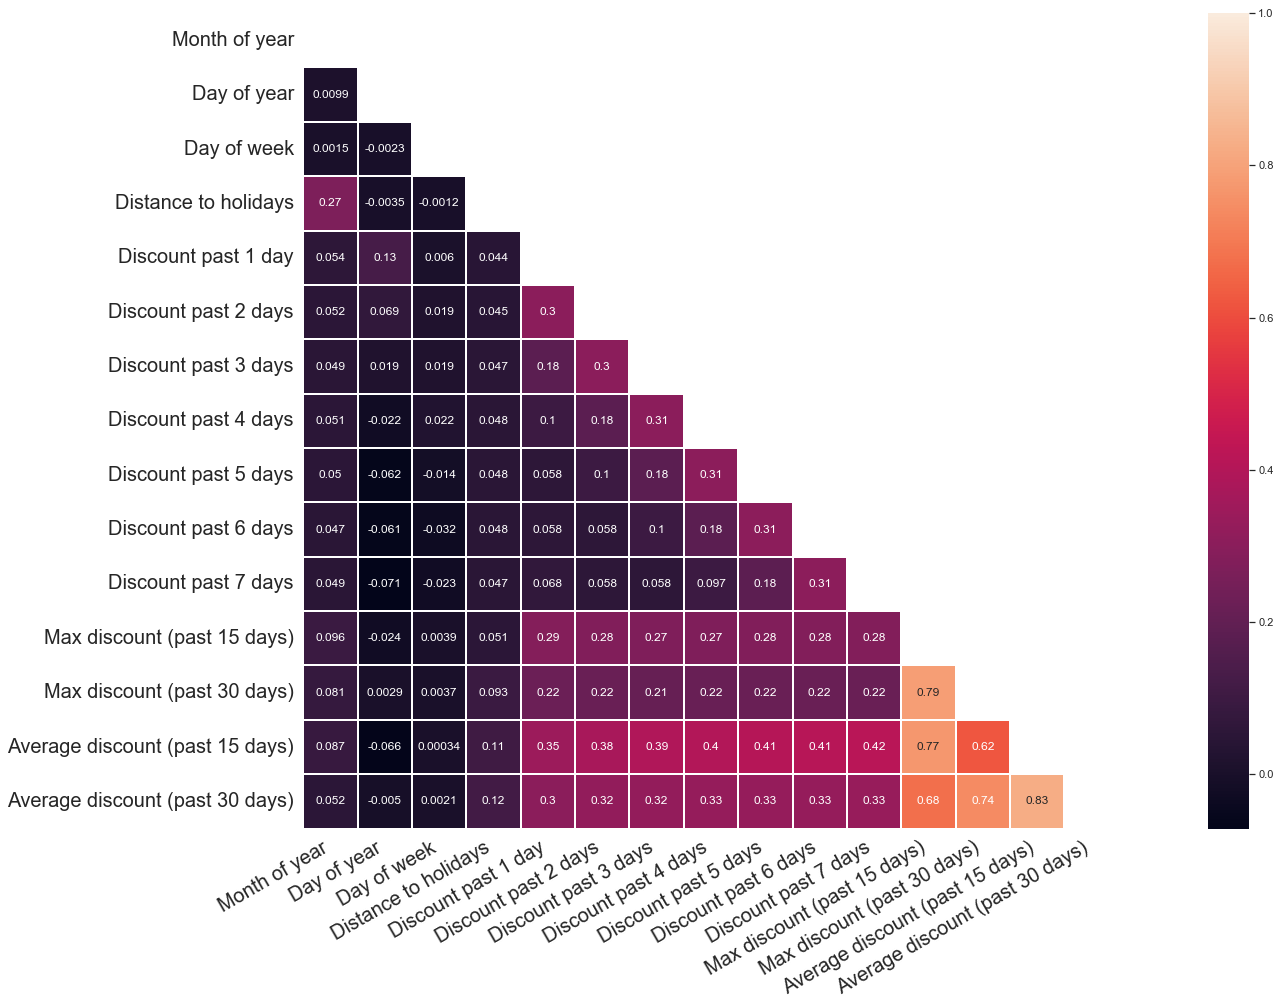 Month of year
Day of year 0.0099
Day of week 0.0015 -0.0023
Distance to holidays 0.27 -0.0035 -0.0012
Discount past 1 day 0.054 0.13 0.006 0.044
Discount past 2 days 0.052 0.069 0.019 0.045 0.3
Discount past 3 days 0.049 0.019 0.019 0.047 0.18 0.3
Discount past 4 days 0.051 -0.022 0.022 0.048 0.1 0.18 0.31
Discount past 5 days 0.05 -0.062 -0.014 0.048 0.058 0.1 0.18 0.31
Discount past 6 days 0.047 -0.061 -0.032 0.048 0.058 0.058 0.1 0.18 0.31
Discount past 7 days 0.049 -0.071 -0.023 0.047 0.068 0.058 0.058 0.097 0.18 0.31
Max discount (past 15 days) 0.096 -0.024 0.0039 0.051 0.29 0.28 0.27 0.27 0.28 0.28 0.28
Max discount (past 30 days) 0.081 0.0029 0.0037 0.093 0.22 0.22 0.21 0.22 0.22 0.22 0.22 0.79
Average discount (past 15 days) 0.087 -0.066 0.00034 0.11 0.35 0.38 0.39 0.4 0.41 0.41 0.42 0.77 0.62
Average discount (past 30 days) 0.052 -0.005 0.0021 0.12 0.3 0.32 0.32 0.33 0.33 0.33 0.33 0.68 0.74 0.83
Month of year
Day of year
Day of week
Distance to holidays
Discount past 1 day
Discount past 2 days
Discount past 3 days
Discount past 4 days
Discount past 5 days
Discount past 6 days
Discount past 7 days
Max discount (past 15 days)
Max discount (past 30 days)
Average discount (past 15 days)
Average discount (past 30 days)
1.0
0.8
0.6
0.4
0.2
0.0